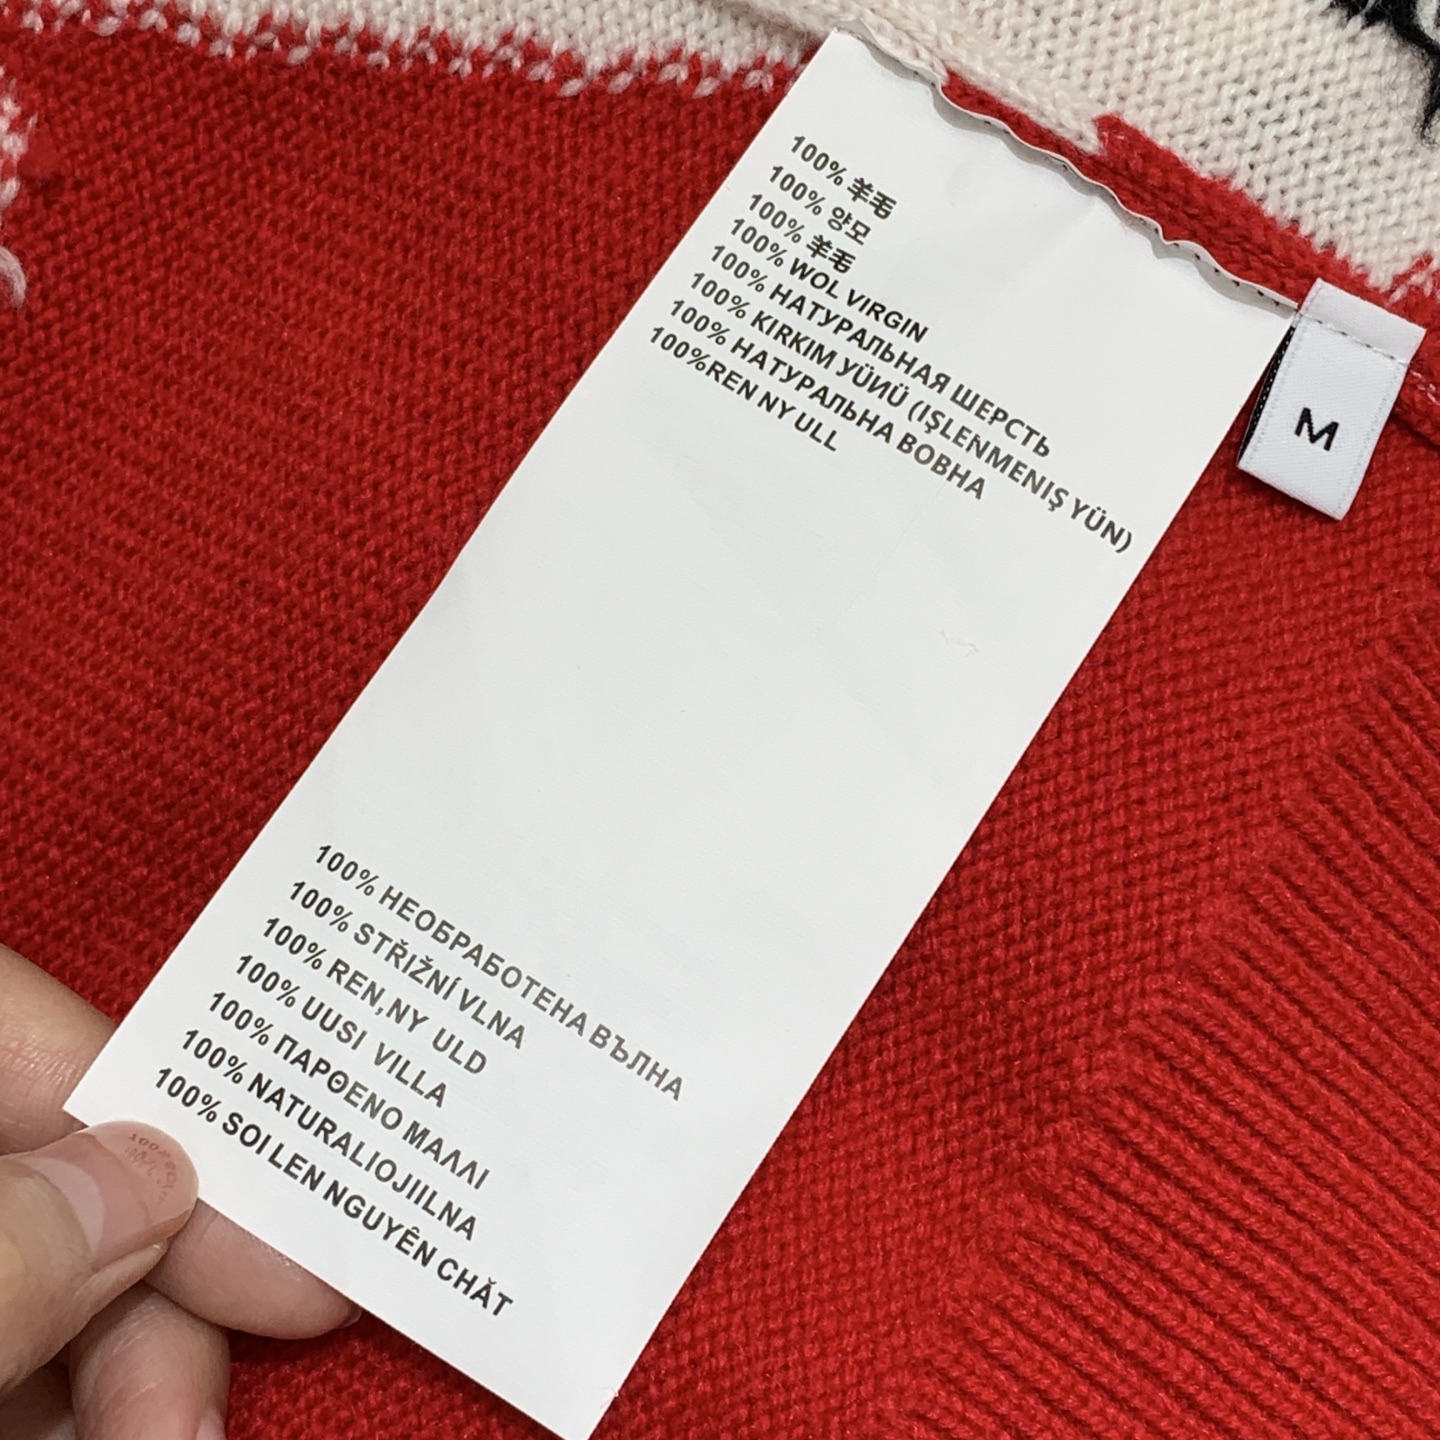 100% 羊毛
100% 양모
100% 羊毛
100% WOL VIRGIN
100% НАТУРАЛЬНАЯ ШЕРСТЬ
100% KIRKIM YÜИÜ (IŞLENMENIŞ YÜN)
100% НАТУРАЛЬНА ВОВНА
100%REN NY ULL
M
100% НЕОБРАБОТЕНА ВЪЛНА
100% STŘIŽNÍ VLNA
100% REN,NY ULD
100% UUSI VILLA
100% ΠΑΡΘΕΝΟ ΜΑΛΛΙ
100% NATURALIOJIILNA
100% SOI LEN NGUYÊN CHẮT